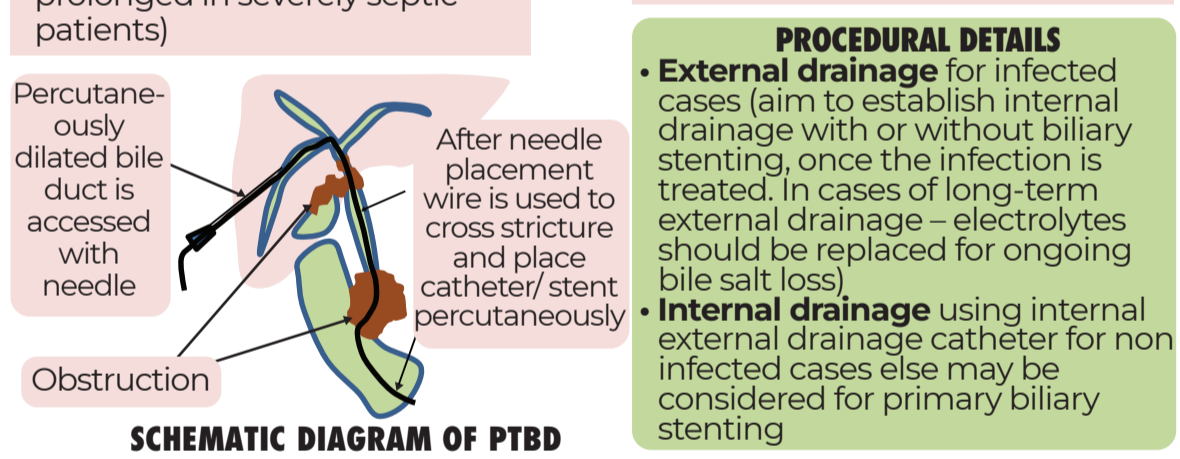 prolonged in severely septic
patients)
Percutane-
ously
dilated bile
duct is
accessed
with
needle
After needle
placement
wire is used to
cross stricture
and place
catheter/ stent
percutaneously
Obstruction
SCHEMATIC DIAGRAM OF PTBD
PROCEDURAL DETAILS
• External drainage for infected
cases (aim to establish internal
drainage with or without biliary
stenting, once the infection is
treated. In cases of long-term
external drainage – electrolytes
should be replaced for ongoing
bile salt loss)
• Internal drainage using internal
external drainage catheter for non
infected cases else may be
considered for primary biliary
stenting